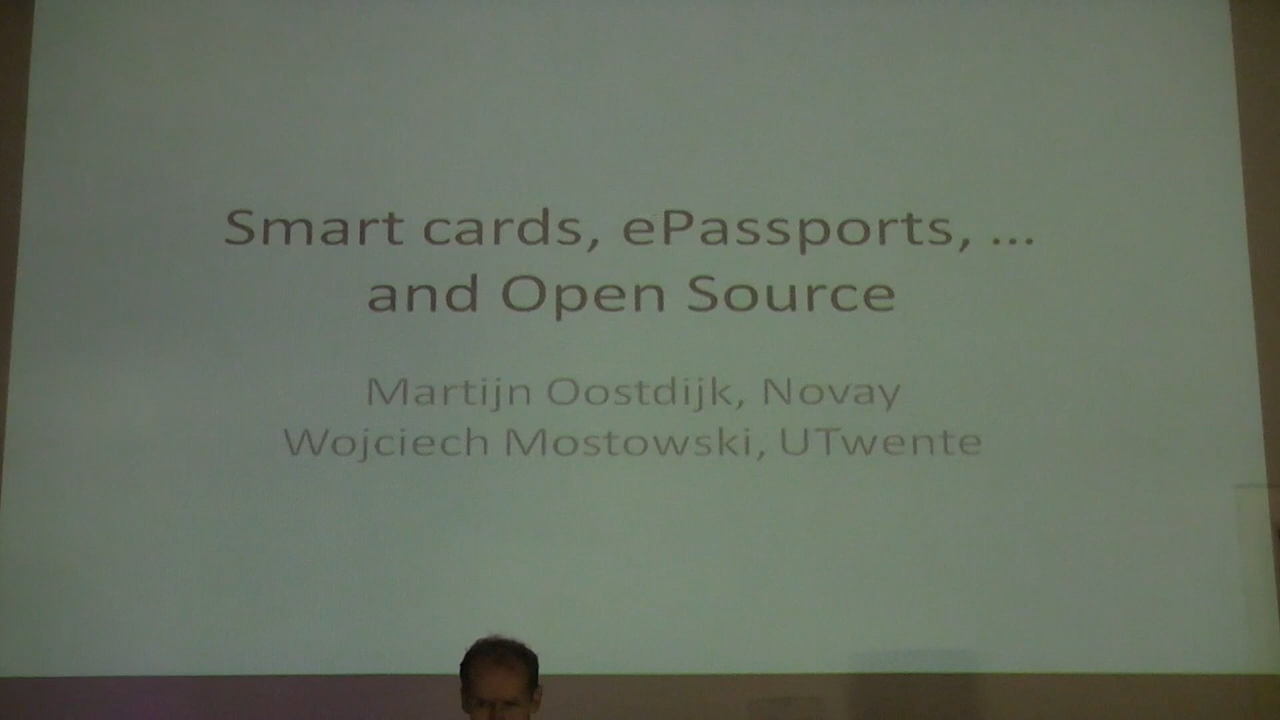 Smart cards, ePassports, ...
and Open Source
Martijn Oostdijk, Novay
Wojciech Mostowski, UTwente